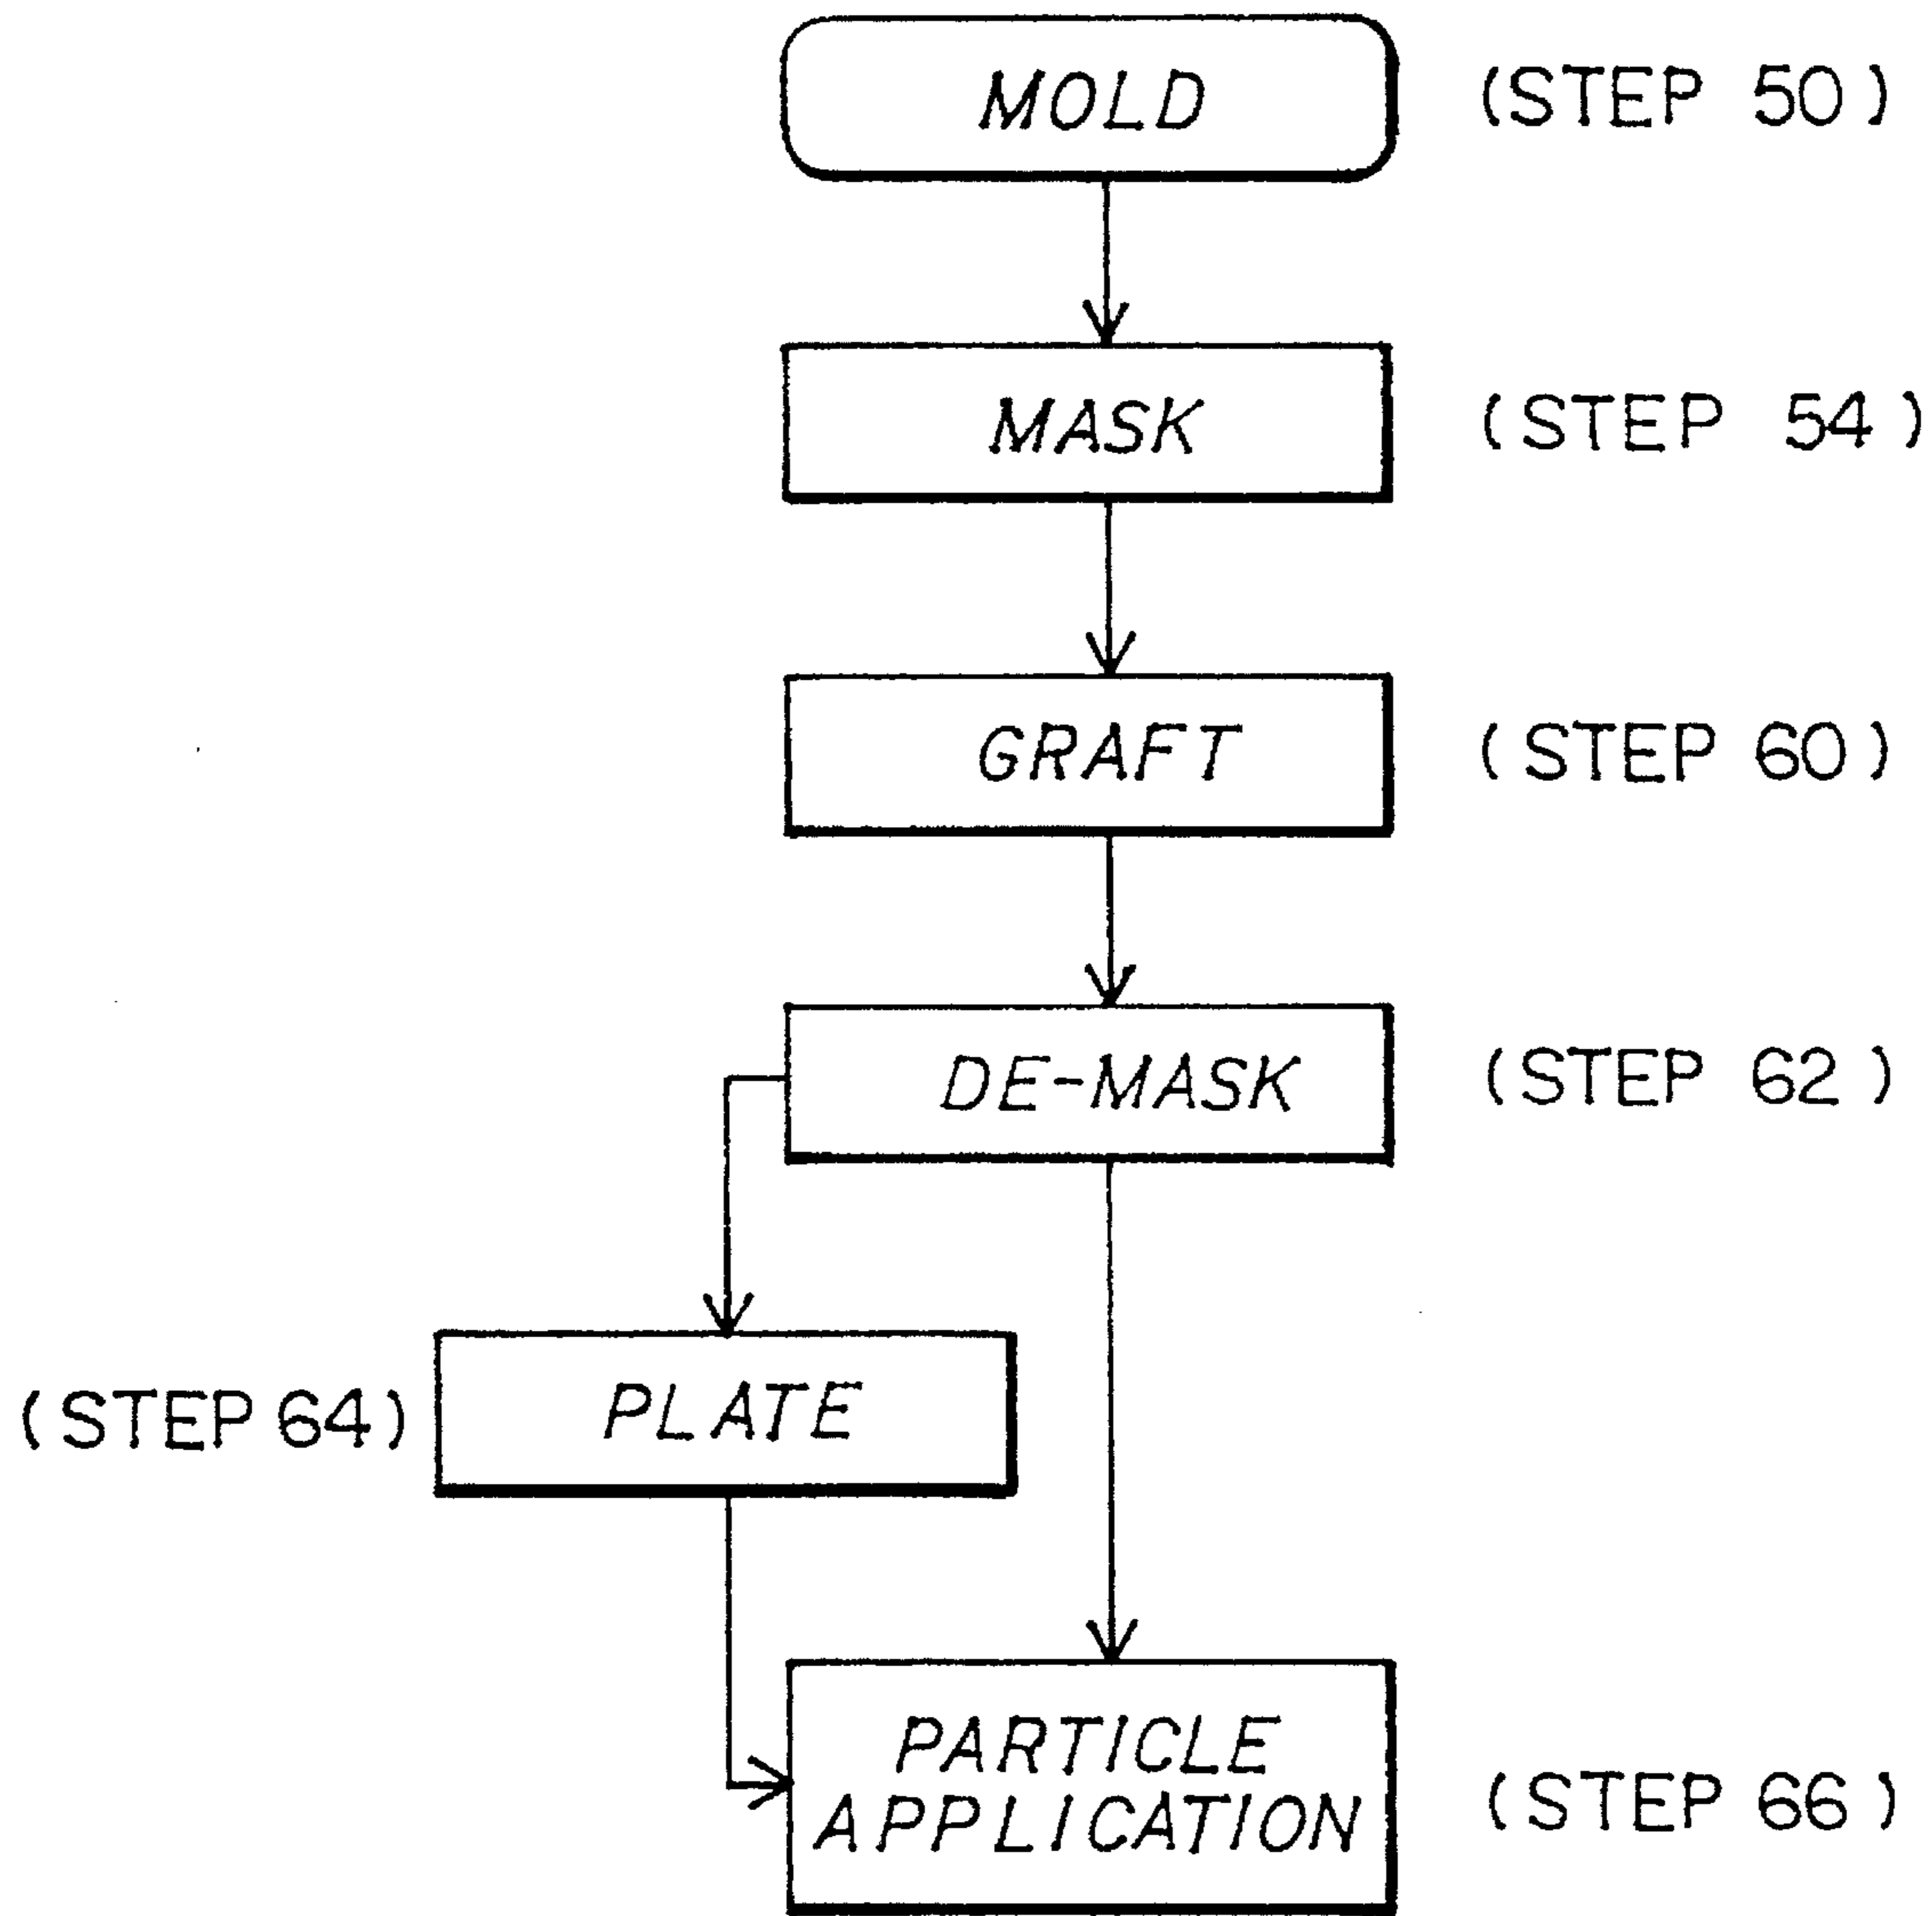 MOLD (STEP 50)
MASK (STEP 54)
GRAFT (STEP 60)
DE-MASK (STEP 62)
(STEP 64) PLATE
PARTICLE
APPLICATION (STEP 66)